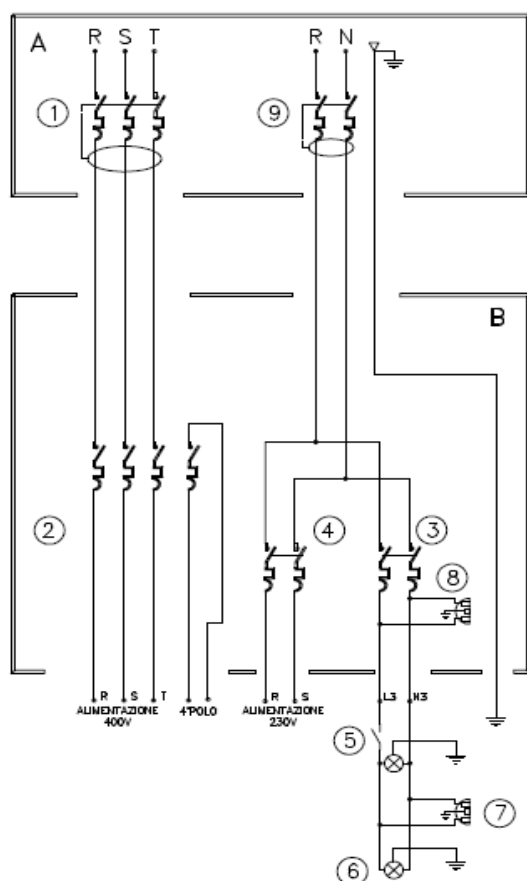 A
R S T
R N
1
9
B
2
4
3
8
R S T
ALIMENTAZIONE
400V
4°POLO
R S
ALIMENTAZIONE
230V
L3 N3
5
7
6